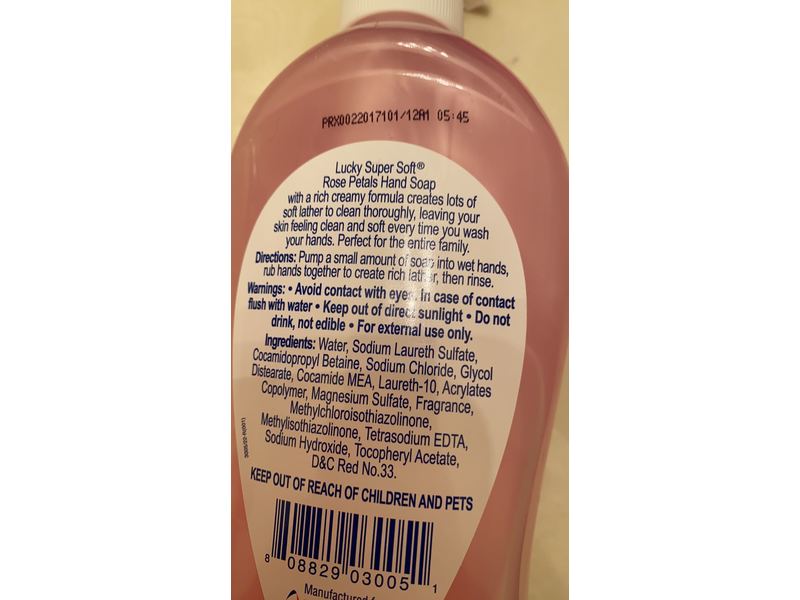 PRX0022017101/12A1 05:45
Lucky Super Soft®
Rose Petals Hand Soap
with a rich creamy formula creates lots of
soft lather to clean thoroughly, leaving your
skin feeling clean and soft every time you wash
your hands. Perfect for the entire family.
Directions: Pump a small amount of soap into wet hands,
rub hands together to create rich lather, then rinse.
Warnings: • Avoid contact with eyes. In case of contact
flush with water • Keep out of direct sunlight • Do not
drink, not edible • For external use only.
Ingredients: Water, Sodium Laureth Sulfate,
Cocamidopropyl Betaine, Sodium Chloride, Glycol
Distearate, Cocamide MEA, Laureth-10, Acrylates
Copolymer, Magnesium Sulfate, Fragrance,
Methylchloroisothiazolinone,
Methylisothiazolinone, Tetrasodium EDTA,
Sodium Hydroxide, Tocopheryl Acetate,
D&C Red No.33.
KEEP OUT OF REACH OF CHILDREN AND PETS
8 08829 03005 1
Manufactured